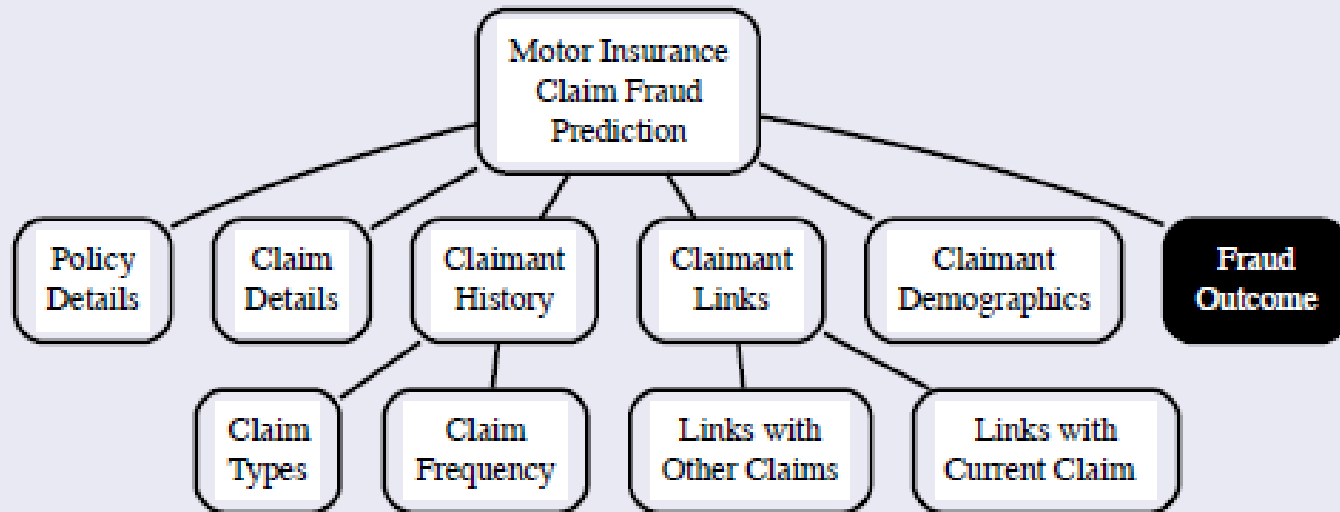 Motor Insurance
Claim Fraud
Prediction
Policy
Details
Claim
Details
Claimant
History
Claimant
Links
Claimant
Demographics
Fraud
Outcome
Claim
Types
Claim
Frequency
Links with
Other Claims
Links with
Current Claim